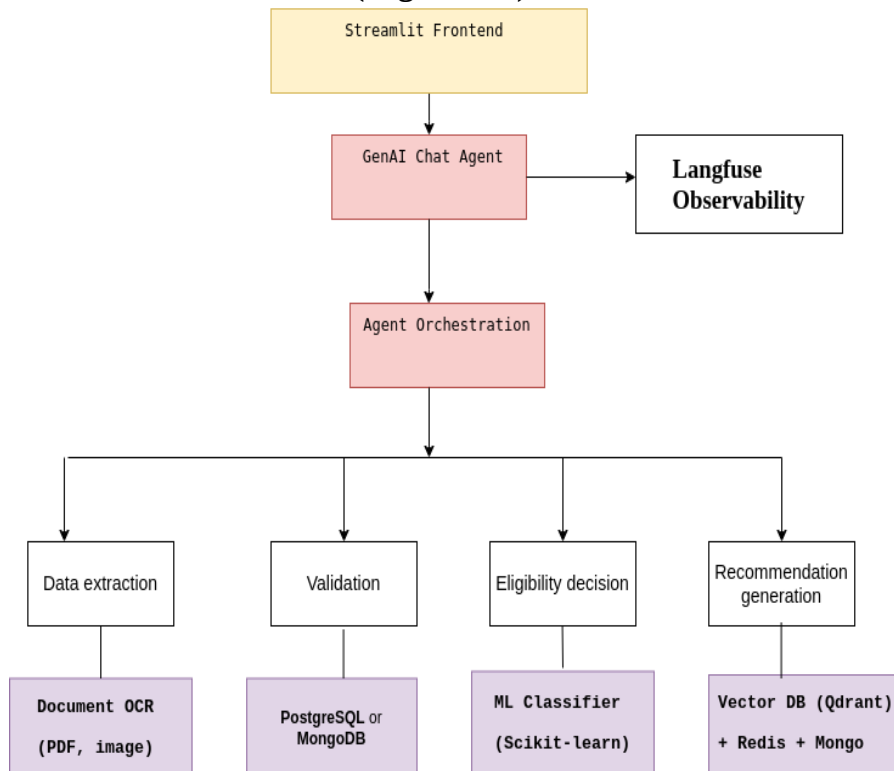 Streamlit Frontend
GenAI Chat Agent
Langfuse
Observability
Agent Orchestration
Data extraction
Validation
Eligibility decision
Recommendation
generation
Document OCR
(PDF, image)
PostgreSQL or
MongoDB
ML Classifier
(Scikit-learn)
Vector DB (Qdrant)
+ Redis + Mongo